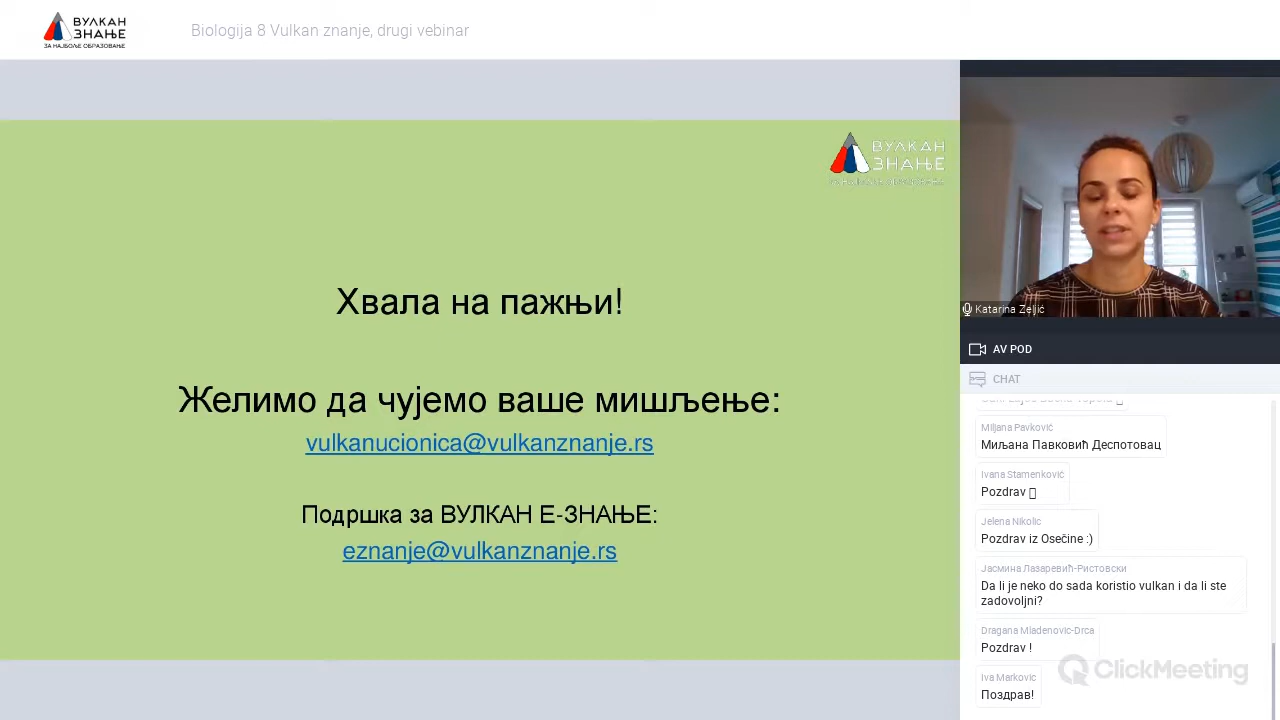 ВУЛКАН
ЗНАЊЕ
ЗА НАЈБОЉЕ ОБРАЗОВАЊЕ
Biologija 8 Vulkan znanje, drugi vebinar
ВУЛКАН
ЗНАЊЕ
Хвала на пажњи!
Желимо да чујемо ваше мишљење:
vulkanucionica@vulkanznanje.rs
Подршка за ВУЛКАН Е-ЗНАЊЕ:
eznanje@vulkanznanje.rs
Katarina Zeljić
AV POD
CHAT
Miljana Pavković
Миљана Павковић Деспотовац
Ivana Stamenković
Pozdrav
Jelena Nikolic
Pozdrav iz Osečine :)
Јасмина Лазаревић-Ристовски
Da li je neko do sada koristio vulkan i da li ste
zadovoljni?
Dragana Mladenovic-Drca
Pozdrav !
ClickMeeting
Iva Markovic
Поздрав!